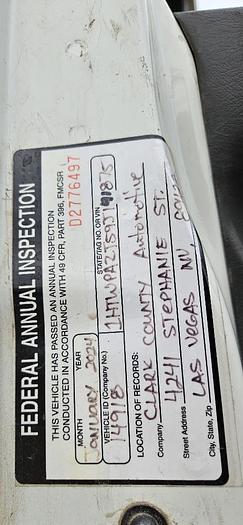 FEDERAL ANNUAL INSPECTION
THIS VEHICLE HAS PASSED AN ANNUAL INSPECTION
CONDUCTED IN ACCORDANCE WITH 49 CFR, PART 396, FMCSR
D2776497
MONTH YEAR
JANUARY 2024
STATE/TAG NO. OR VIN
VEHICLE ID (Company No.)
14918
LOCATION OF RECORDS:
CLARK COUNTY Automotive
Company
4241 STEPHANIE ST.
Street Address
LAS VEGAS NV,
City, State, Zip